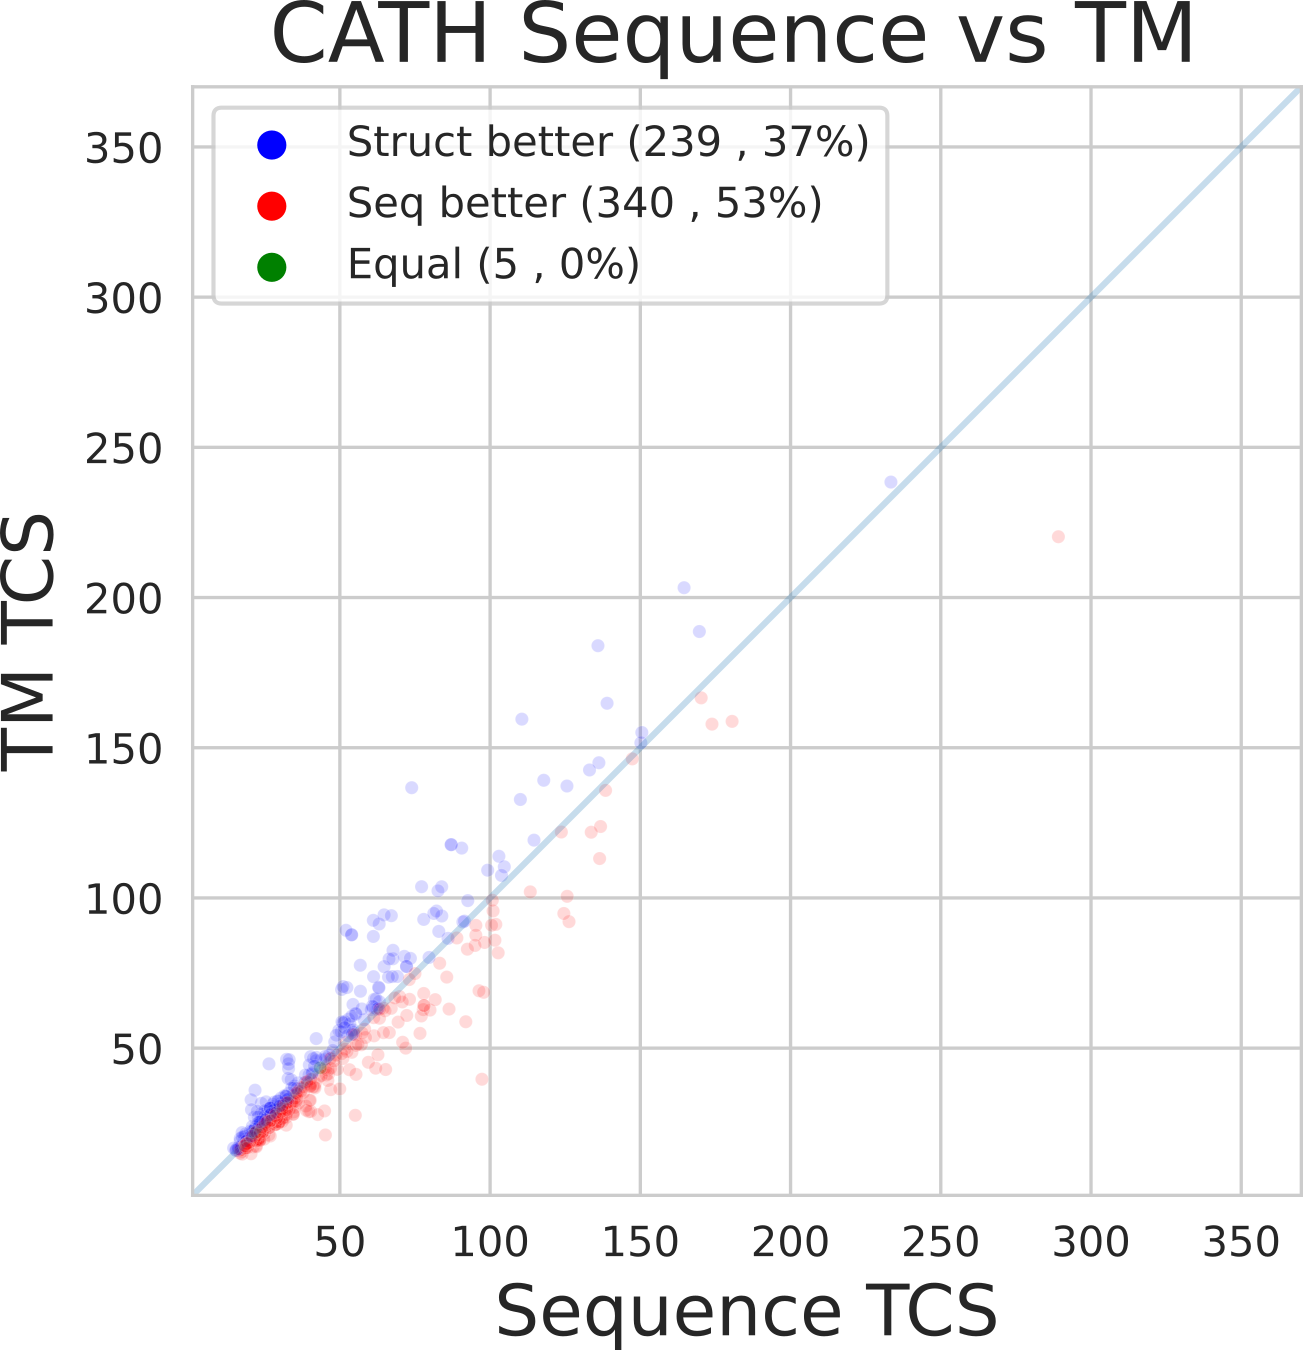 CATH Sequence vs TM
Struct better (239 , 37%)
Seq better (340 , 53%)
Equal (5 , 0%)
350
300
250
200
150
100
50
TM TCS
50 100 150 200 250 300 350
Sequence TCS